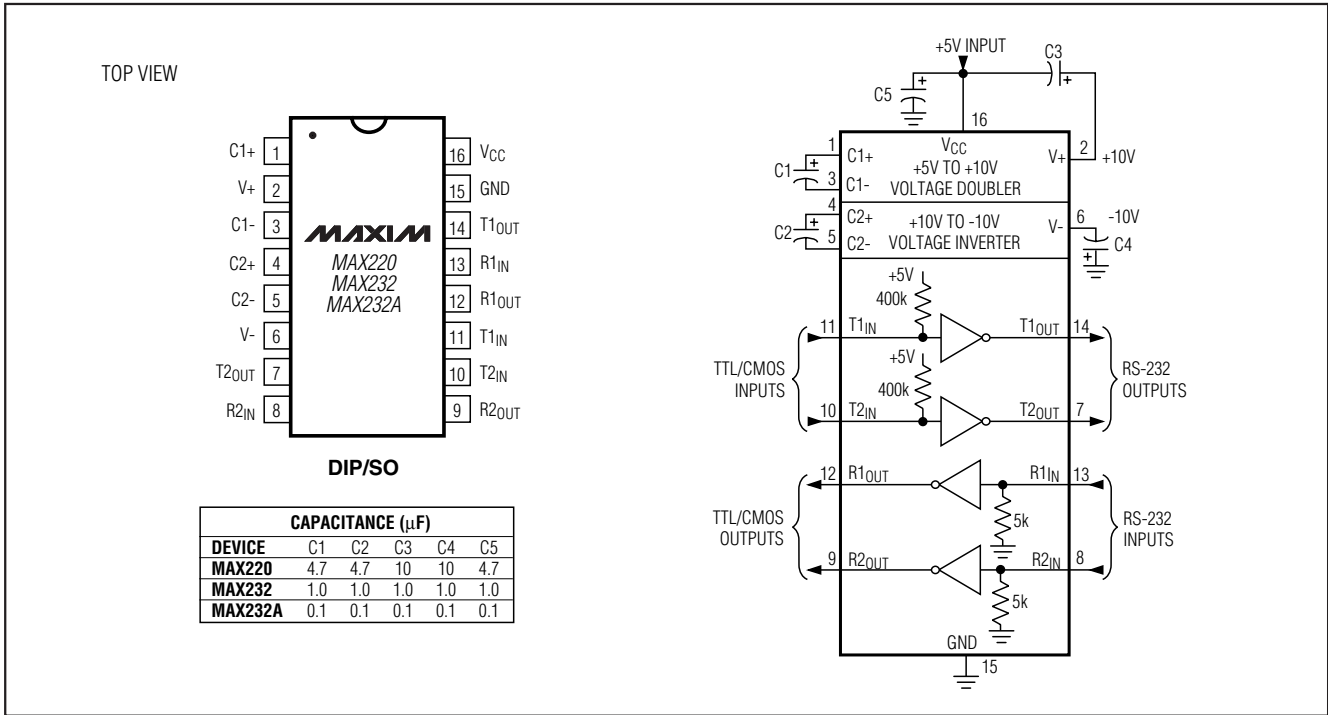 TOP VIEW
C1+ 1
V+ 2
C1- 3
C2+ 4
C2- 5
V- 6
T2OUT 7
R2IN 8
16 VCC
15 GND
14 T1OUT
13 R1IN
12 R1OUT
11 T1IN
10 T2IN
9 R2OUT
MAXIM
MAX220
MAX232
MAX232A
DIP/SO
CAPACITANCE (μF)
DEVICE C1 C2 C3 C4 C5
MAX220 4.7 4.7 10 10 4.7
MAX232 1.0 1.0 1.0 1.0 1.0
MAX232A 0.1 0.1 0.1 0.1 0.1
+5V INPUT
C3
+
C5
+
16
1
VCC
2
C1+
+5V TO +10V
V+
+10V
C1
+
3
C1-
VOLTAGE DOUBLER
4
C2+
+10V TO -10V
6
-10V
C2
+
5
C2-
VOLTAGE INVERTER
V-
C4
+
+5V
400k
11 T1IN
T1OUT 14
+5V
400k
TTL/CMOS
INPUTS
RS-232
OUTPUTS
10 T2IN
T2OUT 7
12 R1OUT
R1IN 13
5k
TTL/CMOS
OUTPUTS
RS-232
INPUTS
9 R2OUT
R2IN 8
5k
GND
15